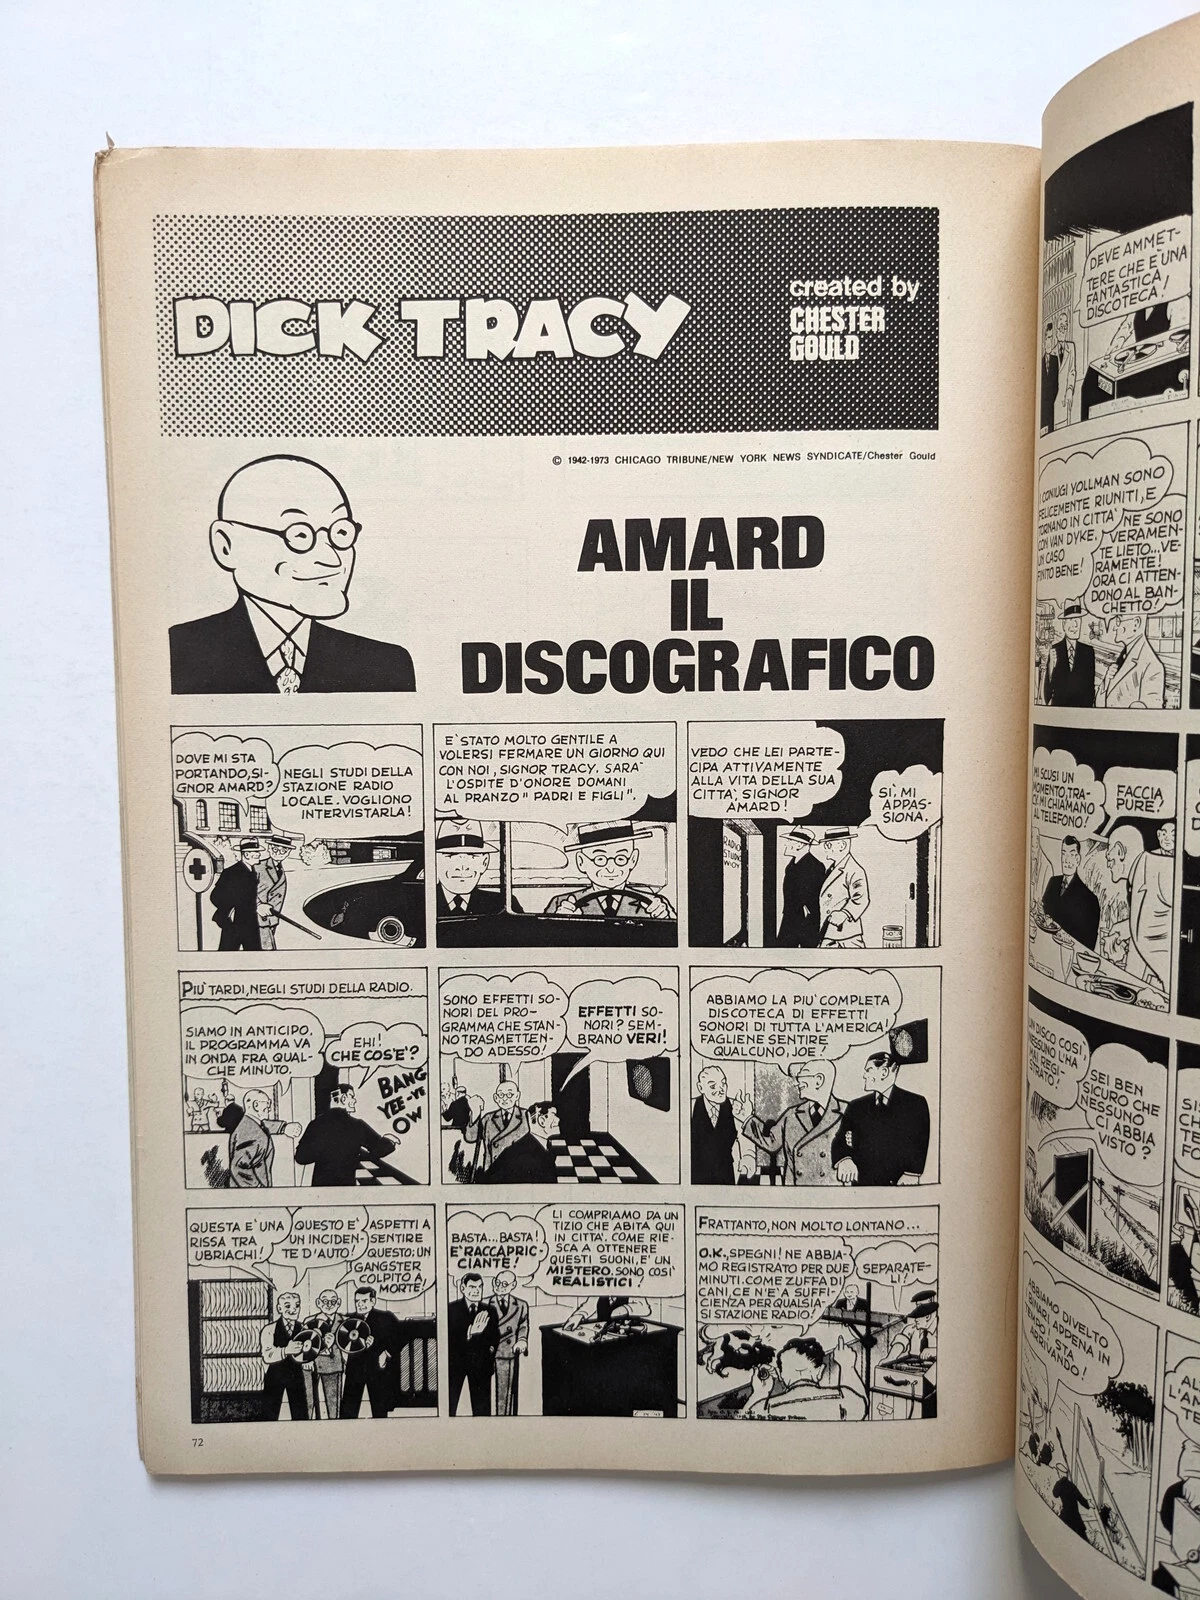 DICK TRACY
created by
CHESTER
GOULD
© 1942-1973 CHICAGO TRIBUNE/NEW YORK NEWS SYNDICATE/Chester Gould
AMARD
IL
DISCOGRAFICO
DOVE MI STA
PORTANDO, SI-
GNOR AMARD?
NEGLI STUDI DELLA
STAZIONE RADIO
LOCALE. VOGLIONO
INTERVISTARLA!
E' STATO MOLTO GENTILE A
VOLERSI FERMARE UN GIORNO QUI
CON NOI, SIGNOR TRACY. SARA'
L'OSPITE D'ONORE DOMANI
AL PRANZO "PADRI E FIGLI".
VEDO CHE LEI PARTE-
CIPA ATTIVAMENTE
ALLA VITA DELLA SUA
CITTA', SIGNOR
AMARD!
SI'. MI
APPAS-
SIONA.
RADIO
STUDIO
W-OY
PIU' TARDI, NEGLI STUDI DELLA RADIO.
SIAMO IN ANTICIPO.
IL PROGRAMMA VA
IN ONDA FRA QUAL-
CHE MINUTO.
EHI!
CHE COS'E'?
BANG
YEE-YE
OW
SONO EFFETTI SO-
NORI DEL PRO-
GRAMMA CHE STAN-
NO TRASMETTEN-
DO ADESSO!
EFFETTI SO-
NORI? SEM-
BRANO VERI!
ABBIAMO LA PIU' COMPLETA
DISCOTECA DI EFFETTI
SONORI DI TUTTA L'AMERICA!
FAGLIENE SENTIRE
QUALCUNO, JOE!
QUESTA E' UNA
RISSA TRA
UBRIACHI!
QUESTO E'
UN INCIDEN-
TE D'AUTO!
ASPETTI A
SENTIRE
QUESTO: UN
GANGSTER
COLPITO A
MORTE!
BASTA...BASTA!
E' RACCAPRIC-
CIANTE!
LI COMPRIAMO DA UN
TIZIO CHE ABITA QUI
IN CITTA'. COME RIE-
SCA A OTTENERE
QUESTI SUONI, E' UN
MISTERO. SONO COSI'
REALISTICI!
FRATTANTO, NON MOLTO LONTANO...
O.K., SPEGNI! NE ABBIA-
MO REGISTRATO PER DUE
MINUTI. COME ZUFFA DI
CANI, CE N'E' A SUFFI-
CIENZA PER QUALSIA-
SI STAZIONE RADIO!
SEPARATE-
LI!
72
DEVE AMMET-
TERE CHE E' UNA
FANTASTICA
DISCOTECA!
I CONIUGI YOLLMAN SONO
FELICEMENTE RIUNITI, E
TORNANO IN CITTA'
CON VAN DYKE.
UN CASO
FINITO BENE!
NE SONO
VERAMEN-
TE LIETO...VE-
RAMENTE!
ORA CI ATTEN-
DONO AL BAN-
CHETTO!
MI SCUSI UN
MOMENTO, TRA-
CY. MI CHIAMANO
AL TELEFONO!
FACCIA
PURE!
UN DISCO COSI',
NESSUNO L'HA
MAI REGI-
STRATO!
SEI BEN
SICURO CHE
NESSUNO
CI ABBIA
VISTO?
ABBIAMO DIVELTO
I BINARI APPENA IN
TEMPO! STA
ARRIVANDO!